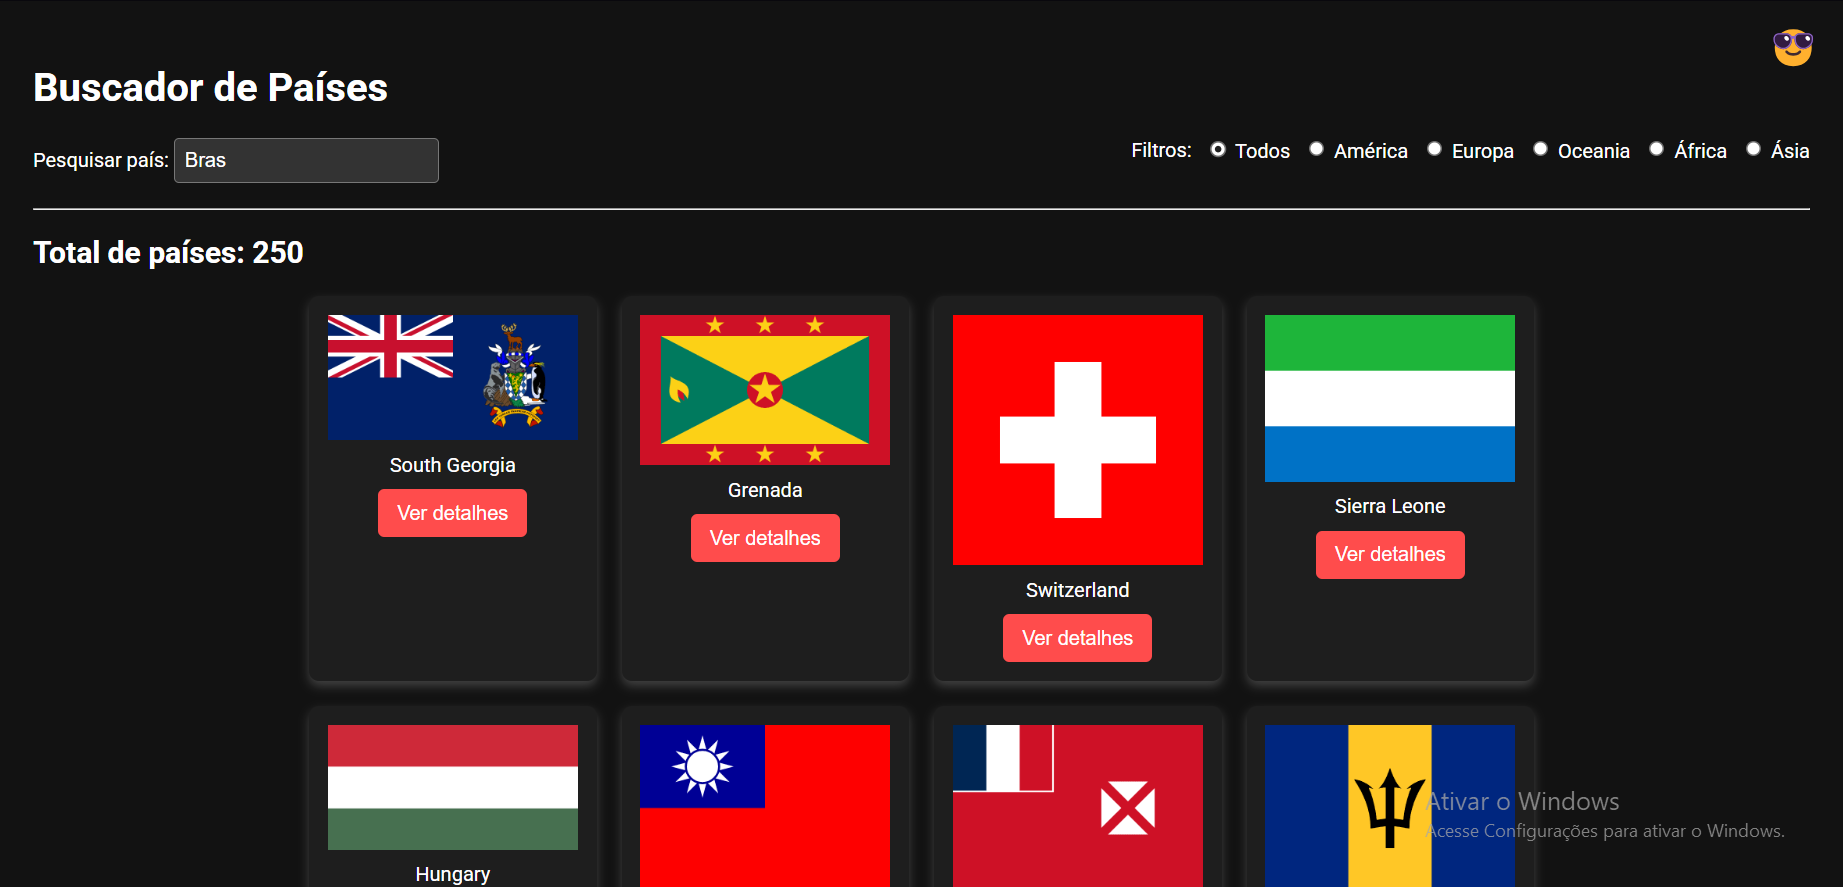 Buscador de Países
Pesquisar país: Bras
Filtros: Todos América Europa Oceania África Ásia
Total de países: 250
South Georgia
Ver detalhes
Grenada
Ver detalhes
Switzerland
Ver detalhes
Sierra Leone
Ver detalhes
Hungary
Ativar o Windows
Acesse Configurações para ativar o Windows.